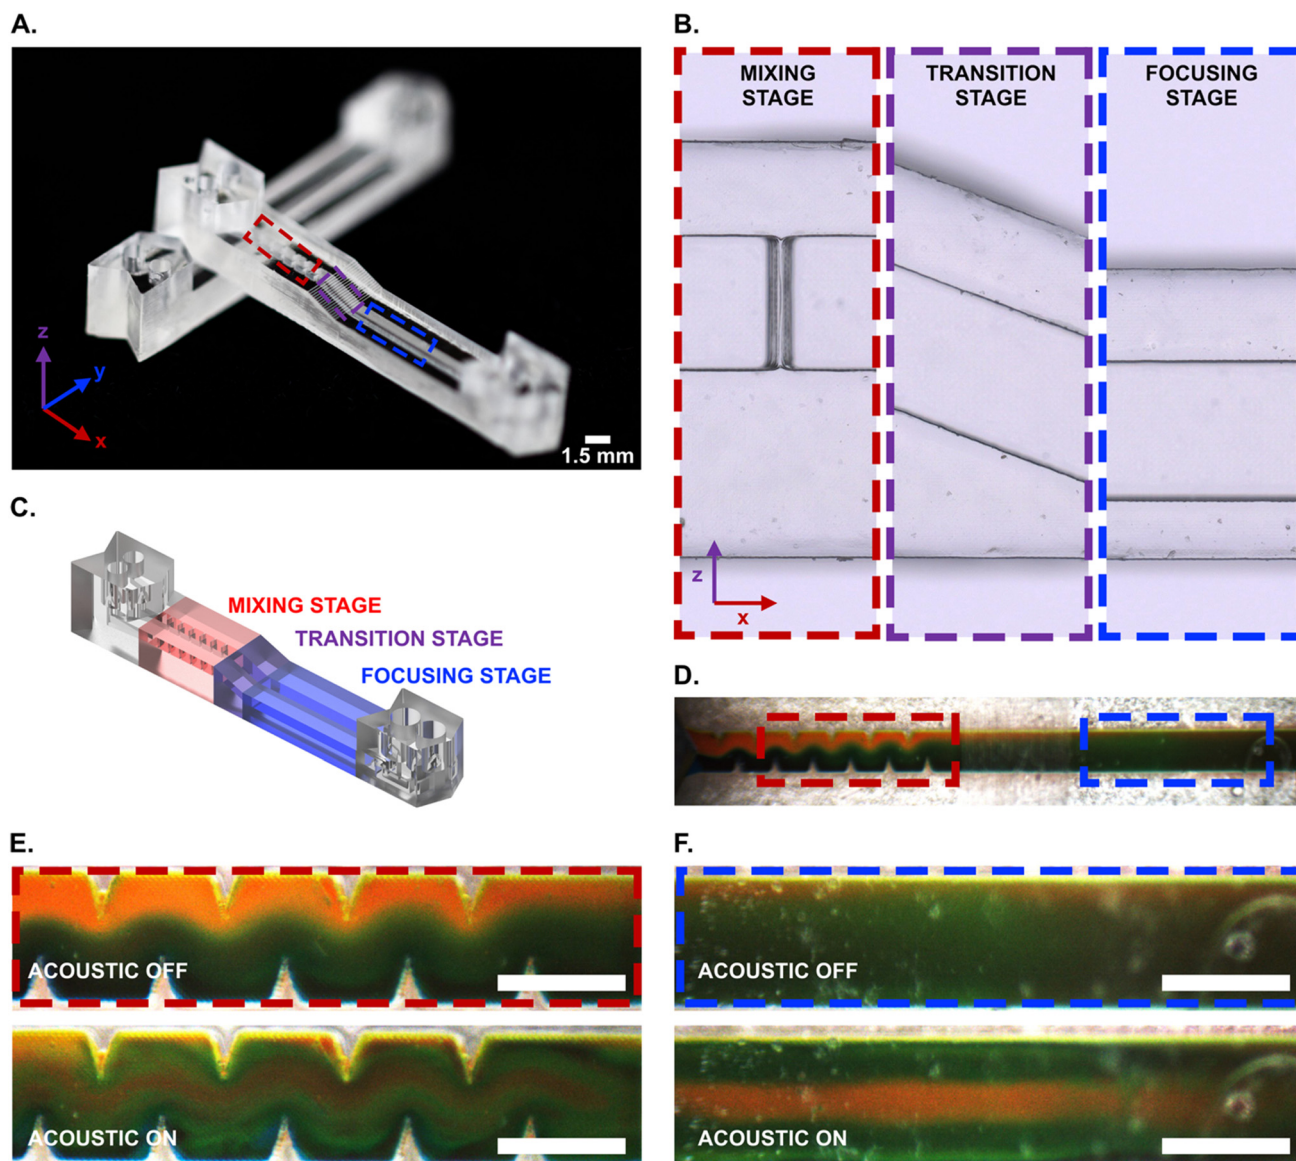 A.
z
y
x
1.5 mm
B.
MIXING
STAGE
TRANSITION
STAGE
FOCUSING
STAGE
z
x
C.
MIXING STAGE
TRANSITION STAGE
FOCUSING STAGE
D.
E.
ACOUSTIC OFF
ACOUSTIC ON
F.
ACOUSTIC OFF
ACOUSTIC ON